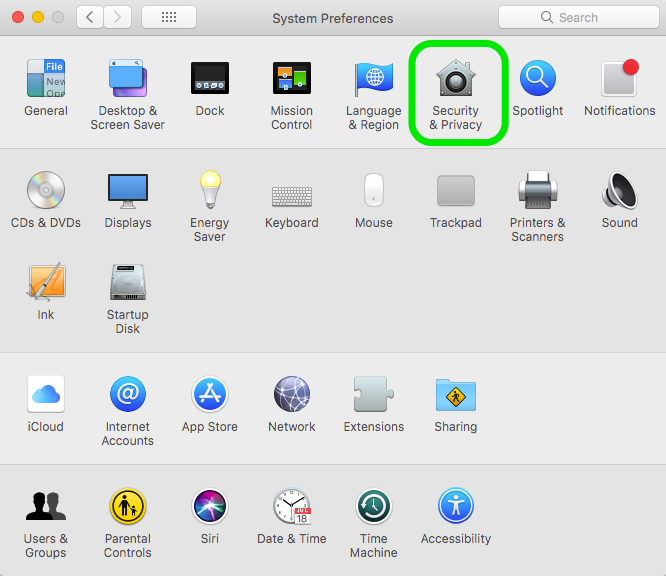 System Preferences
Search
File
New
Ope
General
Desktop &
Screen Saver
Dock
Mission
Control
Language
& Region
Security
& Privacy
Spotlight
Notifications
CDs & DVDs
Displays
Energy
Saver
Keyboard
Mouse
Trackpad
Printers &
Scanners
Sound
Ink
Startup
Disk
@
iCloud
Internet
Accounts
App Store
Network
Extensions
Sharing
JUL
18
Users &
Groups
Parental
Controls
Siri
Date & Time
Time
Machine
Accessibility